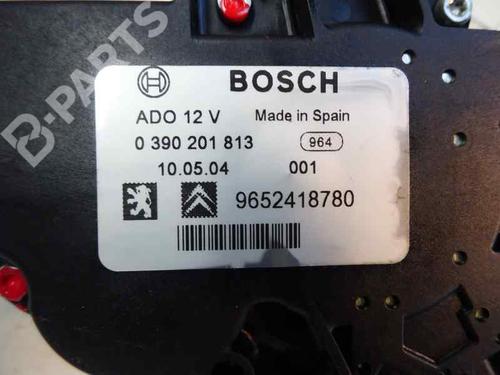 B-PARTS
BOSCH
ADO 12 V Made in Spain
0 390 201 813 964
10.05.04 001
9652418780